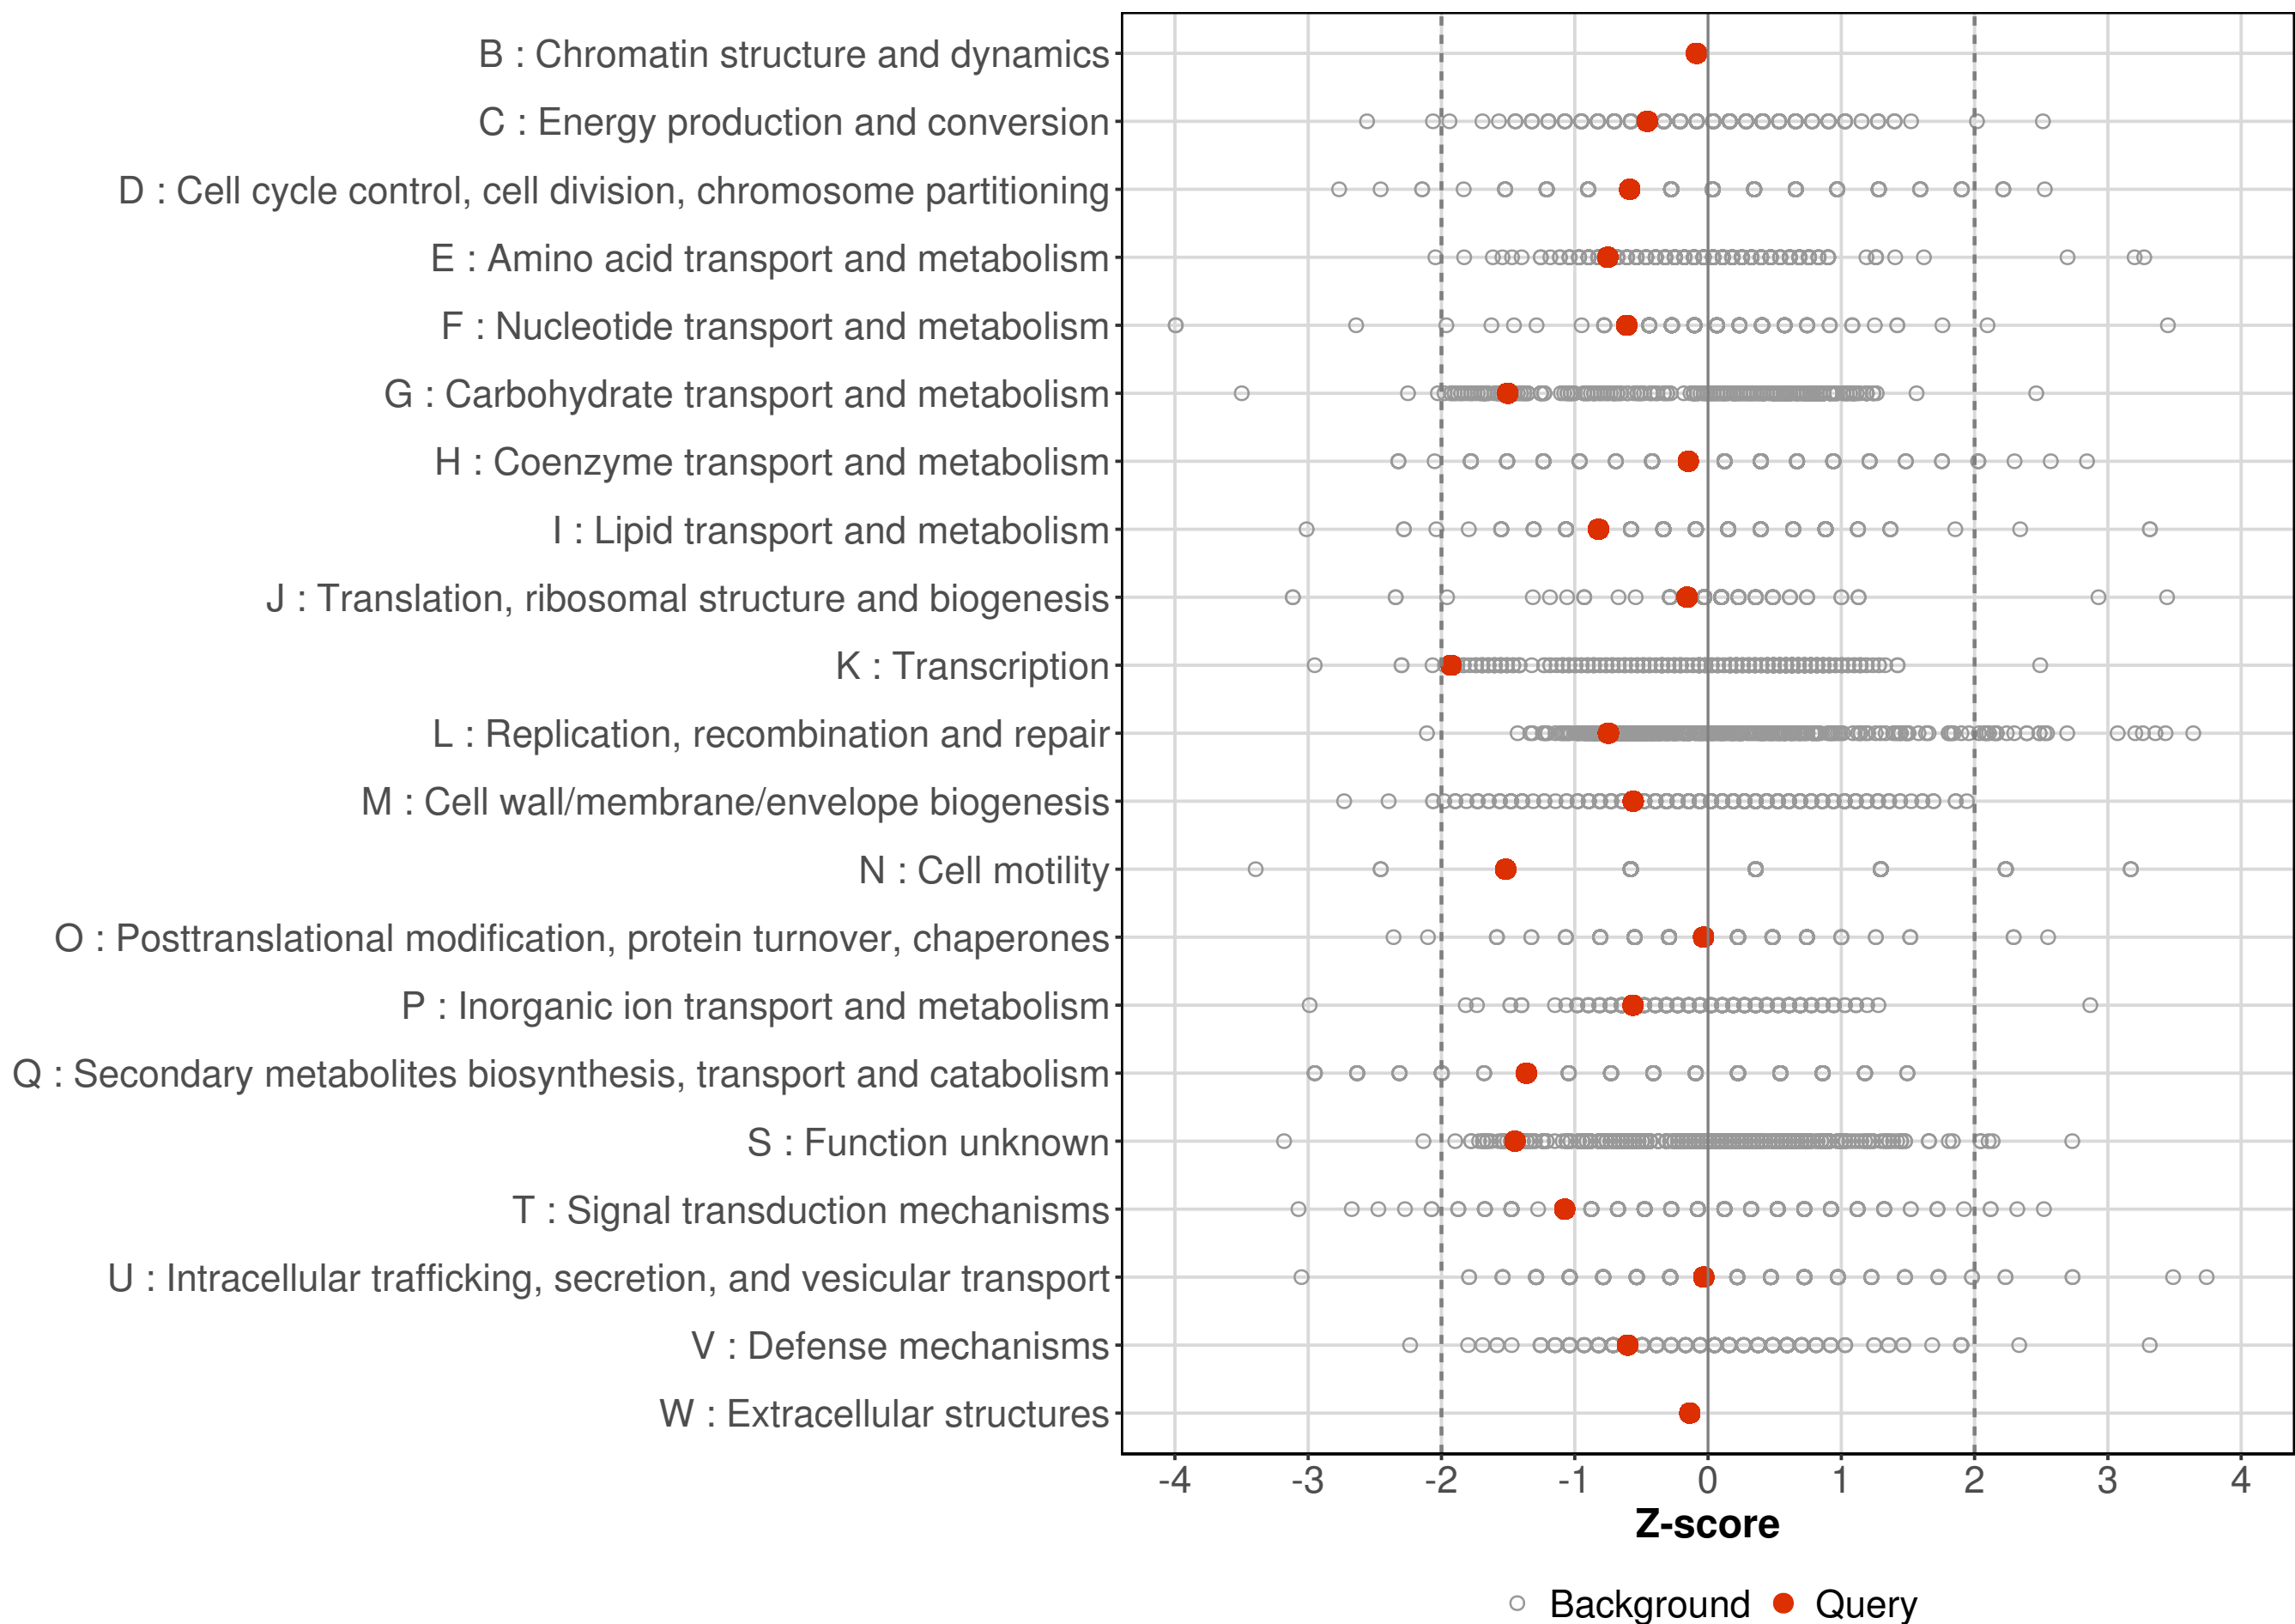 B : Chromatin structure and dynamics
C : Energy production and conversion
D : Cell cycle control, cell division, chromosome partitioning
E : Amino acid transport and metabolism
F : Nucleotide transport and metabolism
G : Carbohydrate transport and metabolism
H : Coenzyme transport and metabolism
I : Lipid transport and metabolism
J : Translation, ribosomal structure and biogenesis
K : Transcription
L : Replication, recombination and repair
M : Cell wall/membrane/envelope biogenesis
N : Cell motility
O : Posttranslational modification, protein turnover, chaperones
P : Inorganic ion transport and metabolism
Q : Secondary metabolites biosynthesis, transport and catabolism
S : Function unknown
T : Signal transduction mechanisms
U : Intracellular trafficking, secretion, and vesicular transport
V : Defense mechanisms
W : Extracellular structures
-4 -3 -2 -1 0 1 2 3 4
Z-score
Background Query